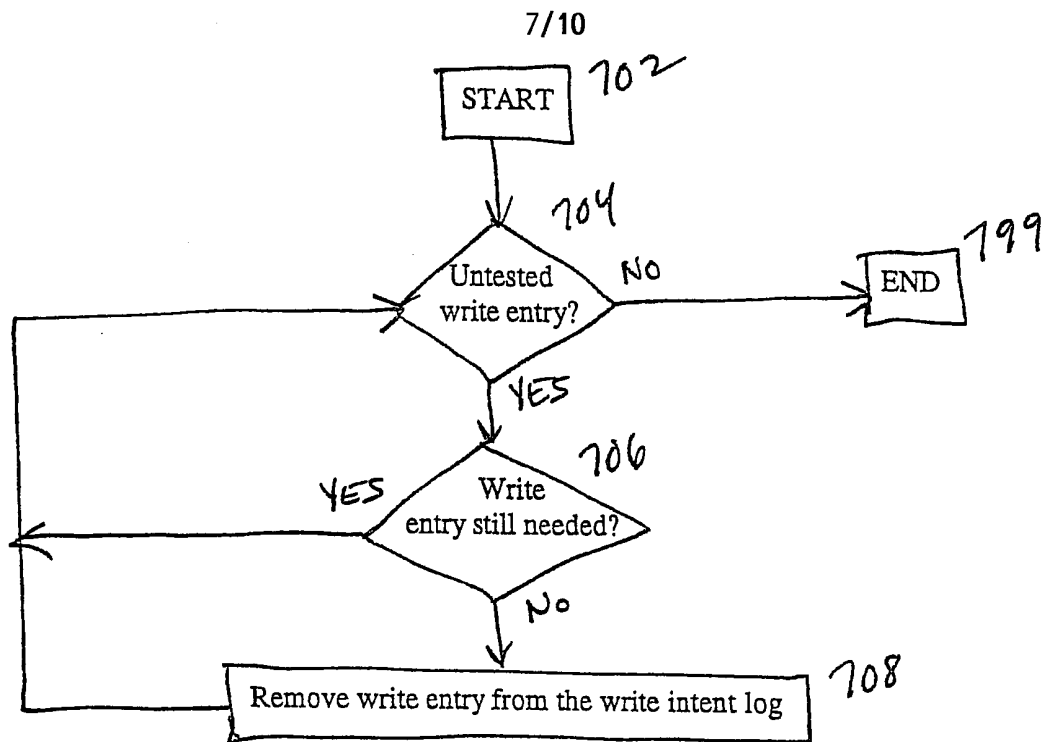 7/10
START
702
704
Untested
write entry?
NO
END
799
YES
706
YES
Write
entry still needed?
No
Remove write entry from the write intent log
708